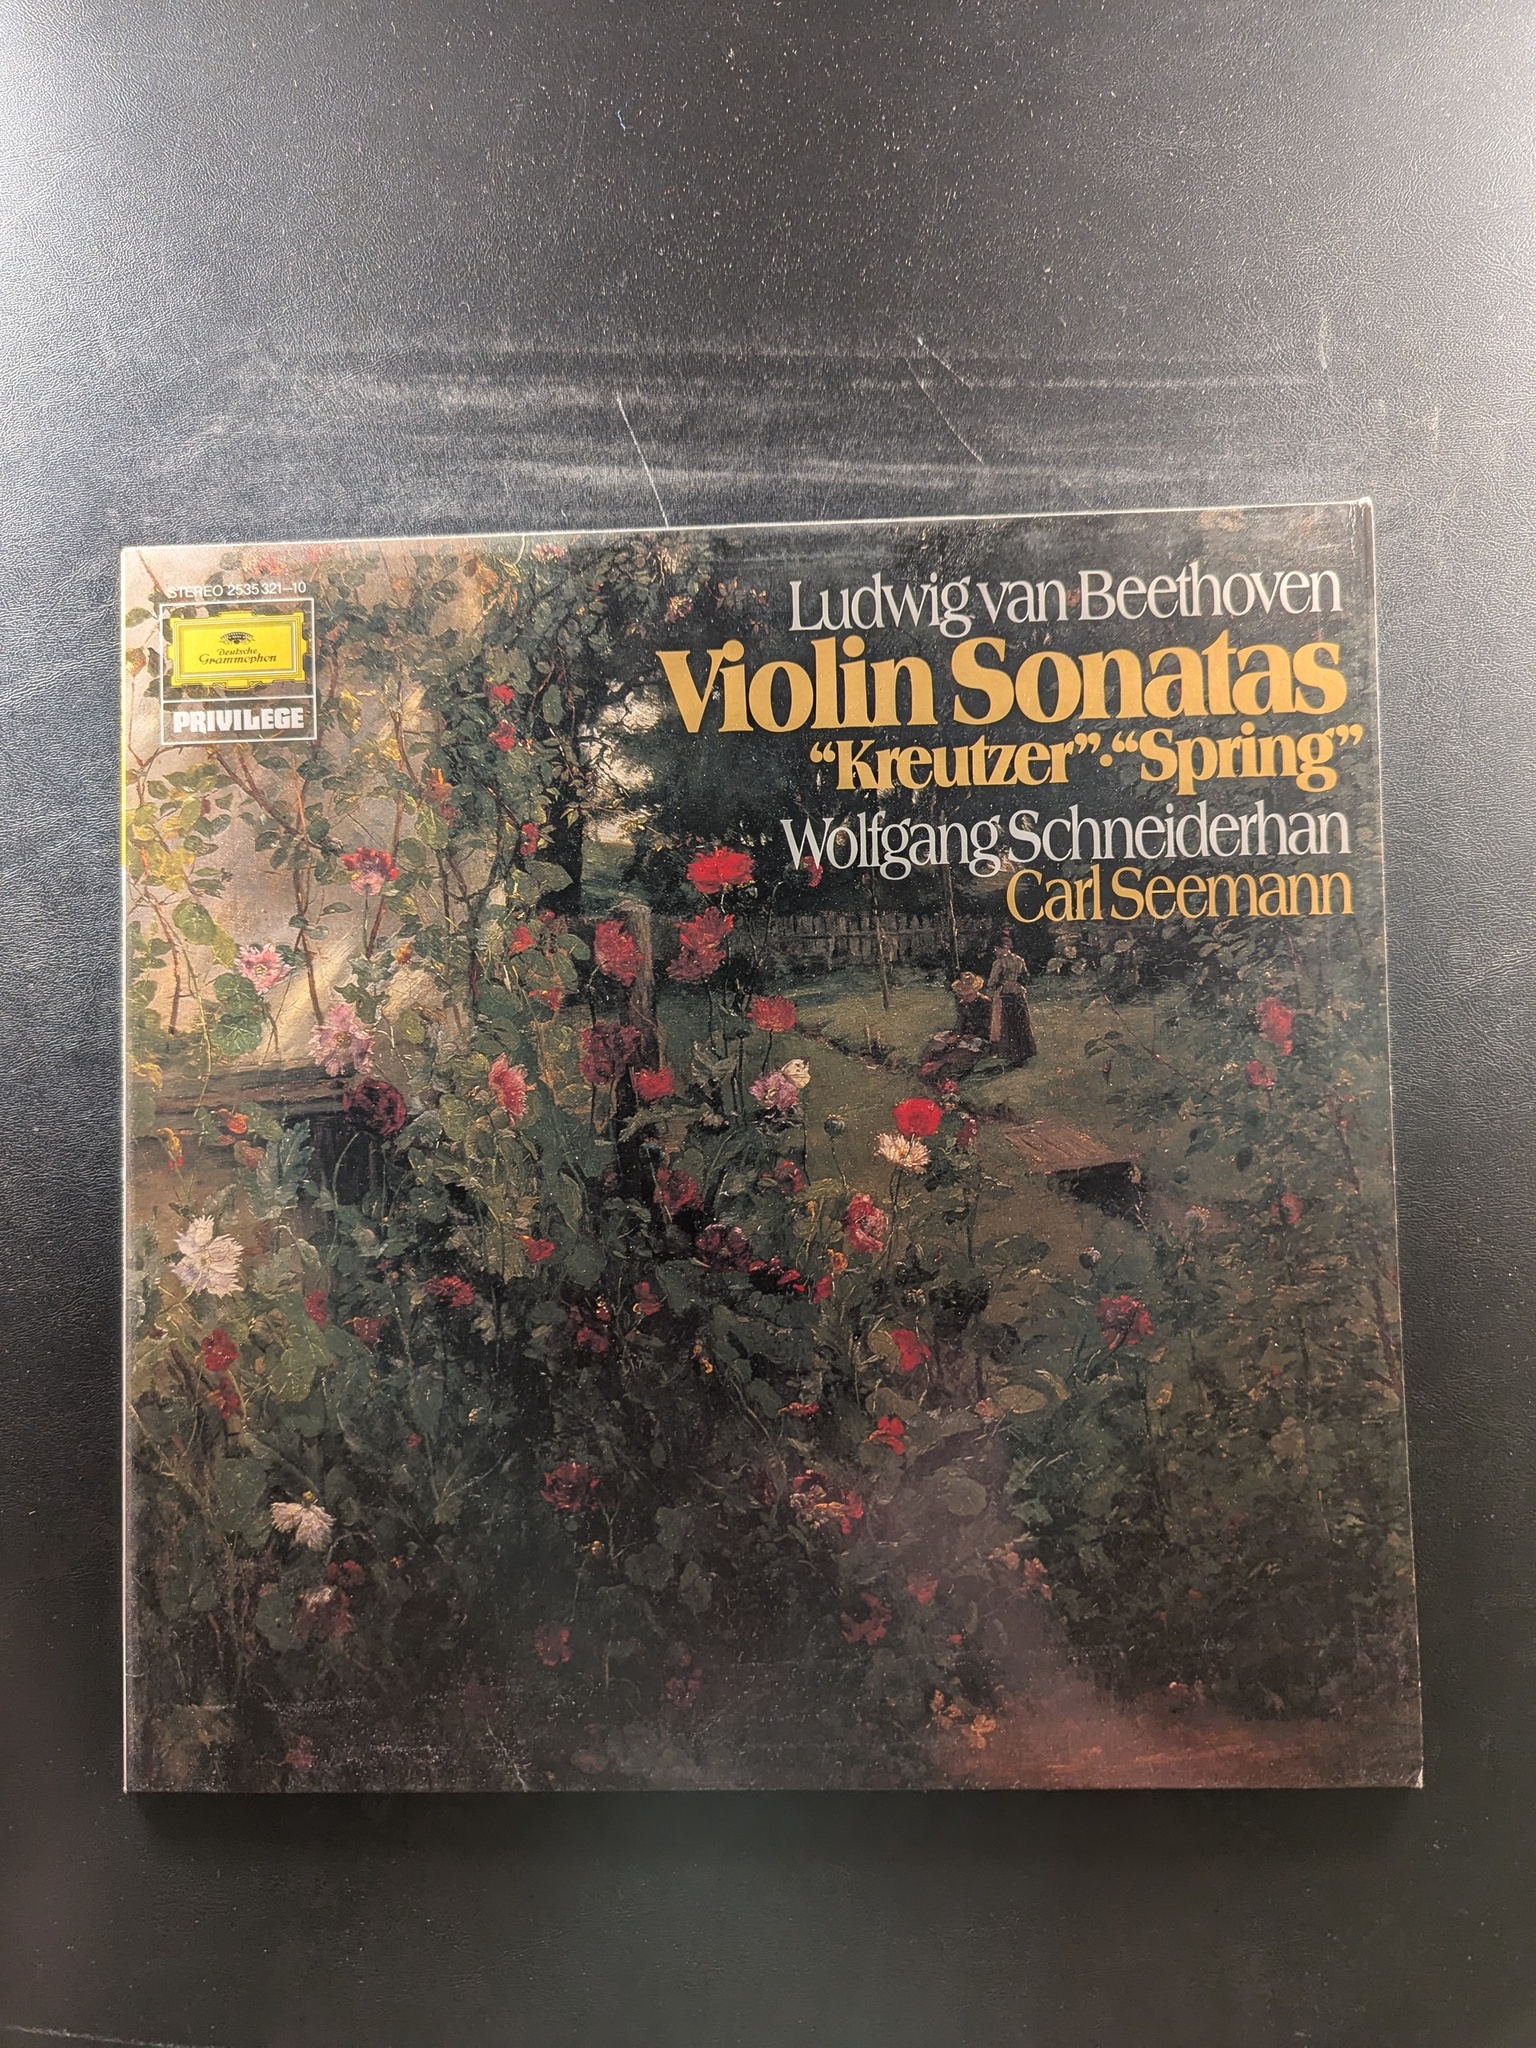 STEREO 2535 321–10
Deutsche
Grammophon
PRIVILEGE
Ludwig van Beethoven
Violin Sonatas
“Kreutzer”·“Spring”
Wolfgang Schneiderhan
Carl Seemann